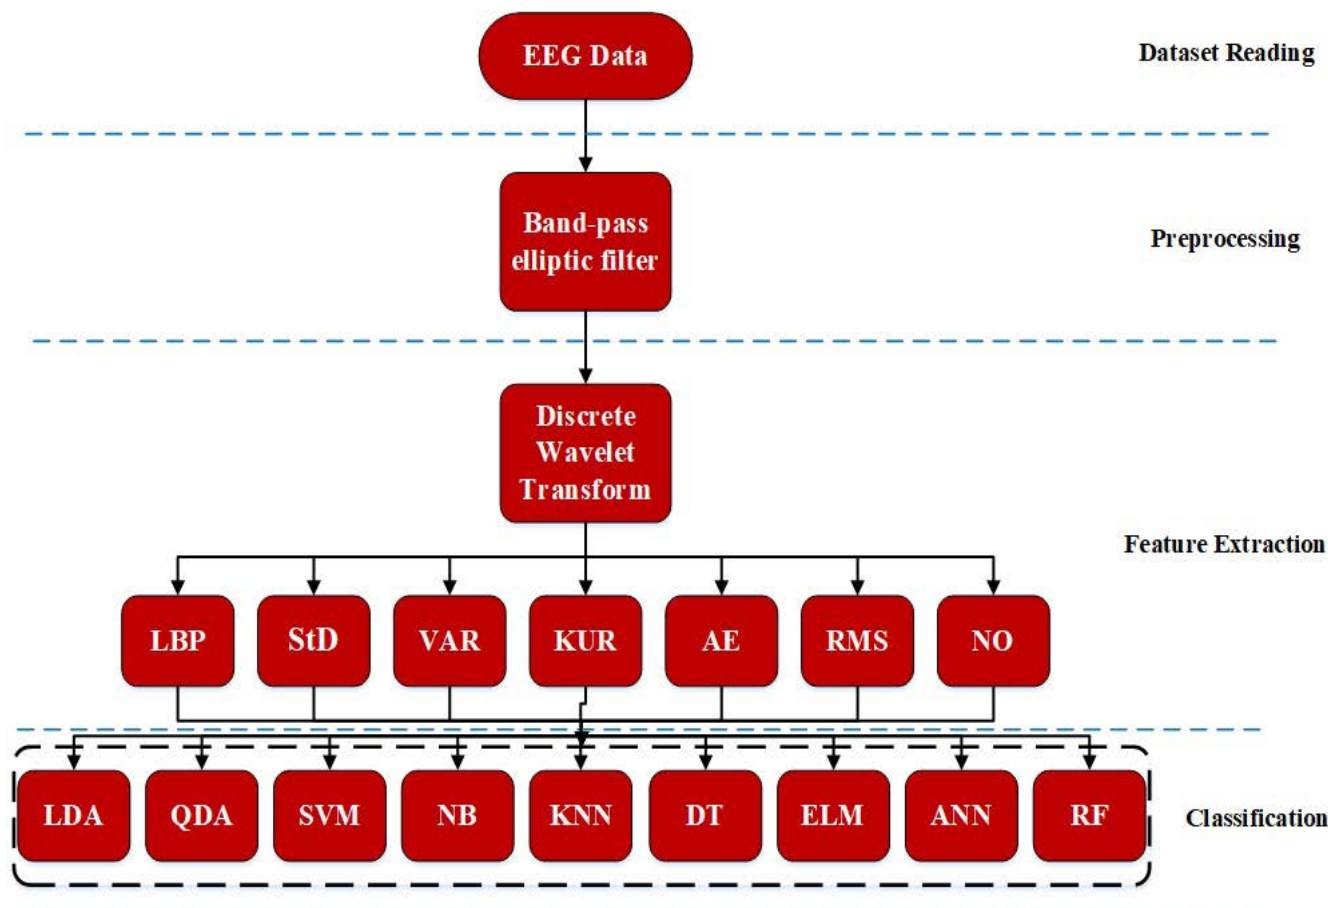 EEG Data
Dataset Reading
Band-pass
elliptic filter
Preprocessing
Discrete
Wavelet
Transform
Feature Extraction
LBP
StD
VAR
KUR
AE
RMS
NO
LDA
QDA
SVM
NB
KNN
DT
ELM
ANN
RF
Classification